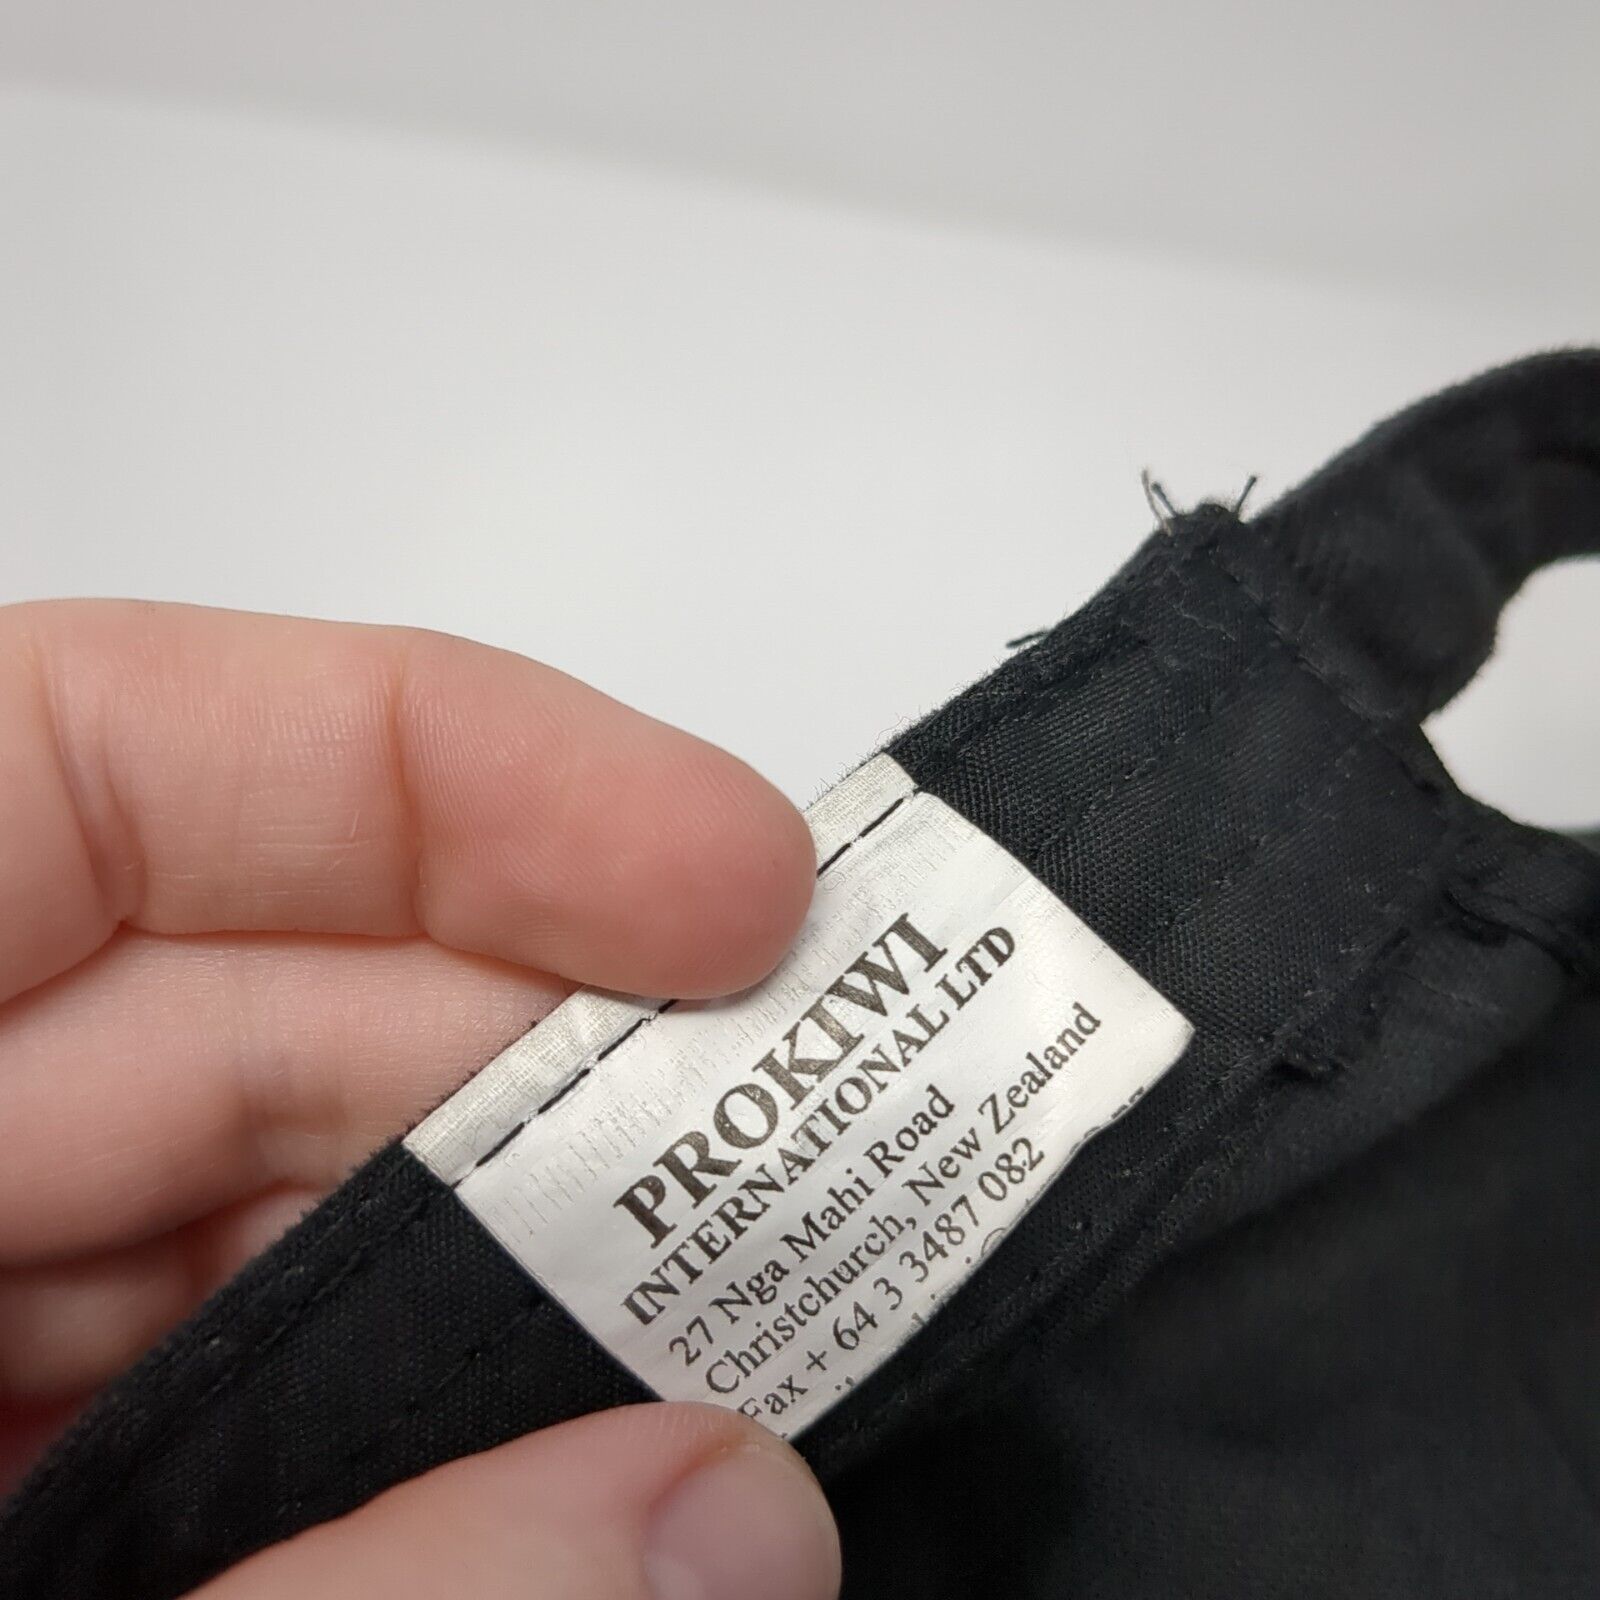 PROKIWI
INTERNATIONAL LTD
27 Nga Mahi Road
Christchurch, New Zealand
Fax + 64 3 3487 082